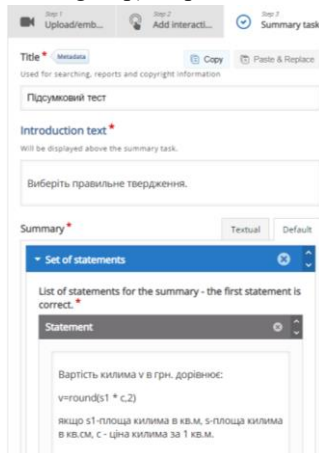 Step 1
Upload/emb...
Step 2
Add interacti...
Step 3
Summary task
Title * Metadata
Copy
Paste & Replace
Used for searching, reports and copyright information
Підсумковий тест
Introduction text *
Will be displayed above the summary task.
Виберіть правильне твердження.
Summary *
Textual
Default
Set of statements
List of statements for the summary - the first statement is
correct. *
Statement
Вартість килима v в грн. дорівнює:
v=round(s1 * c,2)
якщо s1-площа килима в кв.м, s-площа килима
в кв.см, с - ціна килима за 1 кв.м.